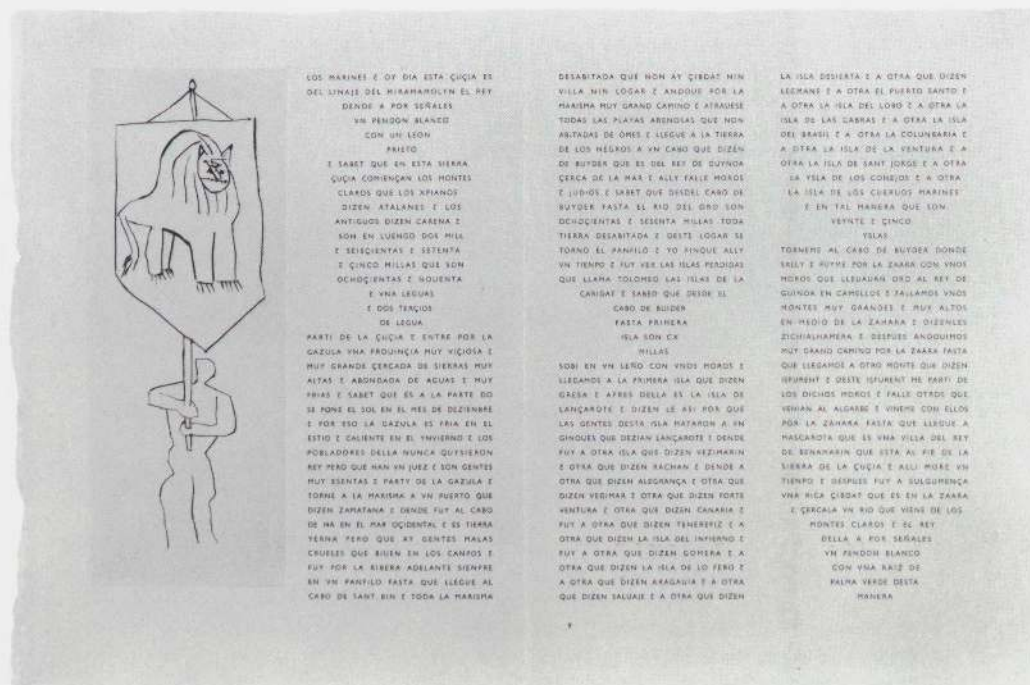 LOS MARINES E OY DIA ESTA ÇUÇIA ES
DEL LINAJE DEL MIRAMAMOLYN EL REY
DENDE A POR SEÑALES
VN PENDON BLANCO
CON UN LEON
PRIETO
E SABET QUE EN ESTA SIERRA
ÇUÇIA COMIENÇAN LOS MONTES
CLAROS QUE LOS XPIANOS
DIZEN ATALANES E LOS
ANTIGUOS DIZEN CARENA E
SON EN LUENGO DOS MILL
E SEISÇIENTAS E SETENTA
E ÇINCO MILLAS QUE SON
OCHOÇIENTAS E NOUENTA
E VNA LEGUAS
E DOS TERÇIOS
DE LEGUA
PARTI DE LA ÇUÇIA E ENTRE POR LA
GAZULA VNA PROUINÇIA MUY VIÇIOSA E
MUY GRANDE ÇERCADA DE SIERRAS MUY
ALTAS E ABONDADA DE AGUAS E MUY
FRIAS E SABET QUE ES A LA PARTE DO
SE PONE EL SOL EN EL MES DE DEZIENBRE
E POR ESO LA GAZULA ES FRIA EN EL
ESTIO E CALIENTE EN EL YNVIERNO E LOS
POBLADORES DELLA NUNCA QUYSIERON
REY PERO QUE HAN VN JUEZ E SON GENTES
MUY ESENTAS E PARTY DE LA GAZULA E
TORNE A LA MARISMA A VN PUERTO QUE
DIZEN ZAMATANA E DENDE FUY AL CABO
DE NA EN EL MAR OÇIDENTAL E ES TIERRA
YERNA PERO QUE AY GENTES MALAS
CRUELES QUE BIUEN EN LOS CANPOS E
FUY POR LA RIBERA ADELANTE SIENPRE
EN VN PANFILO FASTA QUE LLEGUE AL
CABO DE SANT BIN E TODA LA MARISMA
DESABITADA QUE NON AY ÇIBDAT NIN
VILLA NIN LOGAR E ANDOUE POR LA
MARISMA MUY GRAND CAMINO E ATRAUESE
TODAS LAS PLAYAS ARENOSAS QUE NON
ABITADAS DE OMES E LLEGUE A LA TIERRA
DE LOS NEGROS A VN CABO QUE DIZEN
DE BUYDER QUE ES DEL REY DE GUYNOA
ÇERCA DE LA MAR E ALLY FALLE MOROS
E JUDIOS E SABET QUE DESDEL CABO DE
BUYDER FASTA EL RIO DEL ORO SON
OCHOÇIENTAS E SESENTA MILLAS TODA
TIERRA DESABITADA E DESTE LOGAR SE
TORNO EL PANFILO E YO FINQUE ALLY
VN TIENPO E FUY VER LAS ISLAS PERDIDAS
QUE LLAMA TOLOMEO LAS ISLAS DE LA
CARIDAT E SABED QUE DESDE EL
CABO DE BUIDER
FASTA PRIMERA
ISLA SON CX
MILLAS
SOBI EN VN LEÑO CON VNOS MOROS E
LLEGAMOS A LA PRIMERA ISLA QUE DIZEN
GRESA E APRES DELLA ES LA ISLA DE
LANÇAROTE E DIZEN LE ASI POR QUE
LAS GENTES DESTA ISLA MATARON A VN
GINOUES QUE DEZIAN LANÇAROTE E DENDE
FUY A OTRA ISLA QUE DIZEN VEZIMARIN
E OTRA QUE DIZEN RACHAN E DENDE A
OTRA QUE DIZEN ALEGRANÇA E OTRA QUE
DIZEN VEGIMAR E OTRA QUE DIZEN FORTE
VENTURA E OTRA QUE DIZEN CANARIA E
FUY A OTRA QUE DIZEN TENEREFIZ E A
OTRA QUE DIZEN LA ISLA DEL INFIERNO E
FUY A OTRA QUE DIZEN GOMERA E A
OTRA QUE DIZEN LA ISLA DE LO FERO E
A OTRA QUE DIZEN ARAGAUIA E A OTRA
QUE DIZEN SALUAJE E A OTRA QUE DIZEN
LA ISLA DESIERTA E A OTRA QUE DIZEN
LECMANE E A OTRA EL PUERTO SANTO E
A OTRA LA ISLA DEL LOBO E A OTRA LA
ISLA DE LAS CABRAS E A OTRA LA ISLA
DEL BRASIL E A OTRA LA COLUNBARIA E
A OTRA LA ISLA DE LA VENTURA E A
OTRA LA ISLA DE SANT JORGE E A OTRA
LA YSLA DE LOS CONEJOS E A OTRA
LA ISLA DE LOS CUERUOS MARINES
E EN TAL MANERA QUE SON
VEYNTE E ÇINCO
YSLAS
TORNEME AL CABO DE BUYDER DONDE
SALLY E FUYME POR LA ZAARA CON VNOS
MOROS QUE LLEUAUAN ORO AL REY DE
GUINOA EN CAMELLOS E FALLAMOS VNOS
MONTES MUY GRANDES E MUY ALTOS
EN MEDIO DE LA ZAHARA E DIZENLES
ZICHIALHAMERA E DESPUES ANDOUIMOS
MUY GRAND CAMINO POR LA ZAARA FASTA
QUE LLEGAMOS A OTRO MONTE QUE DIZEN
ISFURENT E DESTE ISFURENT ME PARTI DE
LOS DICHOS MOROS E FALLE OTROS QUE
VENIAN AL ALGARBE E VINEME CON ELLOS
POR LA ZAHARA FASTA QUE LLEGUE A
MASCAROTA QUE ES VNA VILLA DEL REY
DE BENAMARIN QUE ESTA AL PIE DE LA
SIERRA DE LA ÇUÇIA E ALLI MORE VN
TIENPO E DESPUES FUY A SULGUMENÇA
VNA RICA ÇIBDAT QUE ES EN LA ZAARA
E ÇERCALA VN RIO QUE VIENE DE LOS
MONTES CLAROS E EL REY
DELLA A POR SEÑALES
VN PENDON BLANCO
CON VNA RAIZ DE
PALMA VERDE DESTA
MANERA